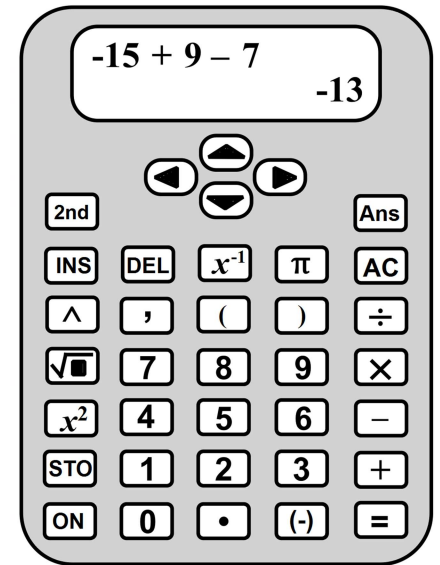 -15 + 9 – 7
-13
2nd Ans
INS DEL x⁻¹ π AC
^ , ( ) ÷
√■ 7 8 9 ×
x² 4 5 6 –
STO 1 2 3 +
ON 0 • (-) =